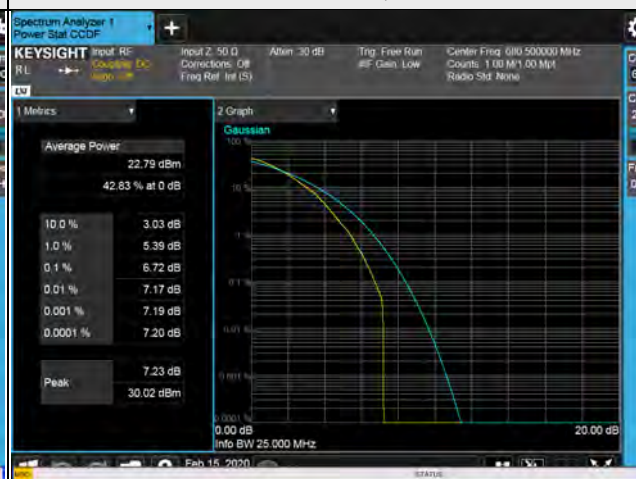 Spectrum Analyzer 1
Power Stat CCDF
+
KEYSIGHT Input: RF Input Z: 50 Ω Atten: 30 dB Trig: Free Run Center Freq: 680.500000 MHz
RL Coupling: DC Corrections: Off #IF Gain: Low Counts: 1.00 M/1.00 Mpt
Align: Off Freq Ref: Int (S) Radio Std: None
1 Metrics
2 Graph
Gaussian
Average Power
22.79 dBm
42.83 % at 0 dB
10.0 % 3.03 dB
1.0 % 5.39 dB
0.1 % 6.72 dB
0.01 % 7.17 dB
0.001 % 7.19 dB
0.0001 % 7.20 dB
Peak 7.23 dB
30.02 dBm
100 %
10 %
1 %
0.1 %
0.01 %
0.001 %
0.0001 %
0.00 dB 20.00 dB
Info BW 25.000 MHz
Feb 15, 2020
MSG STATUS